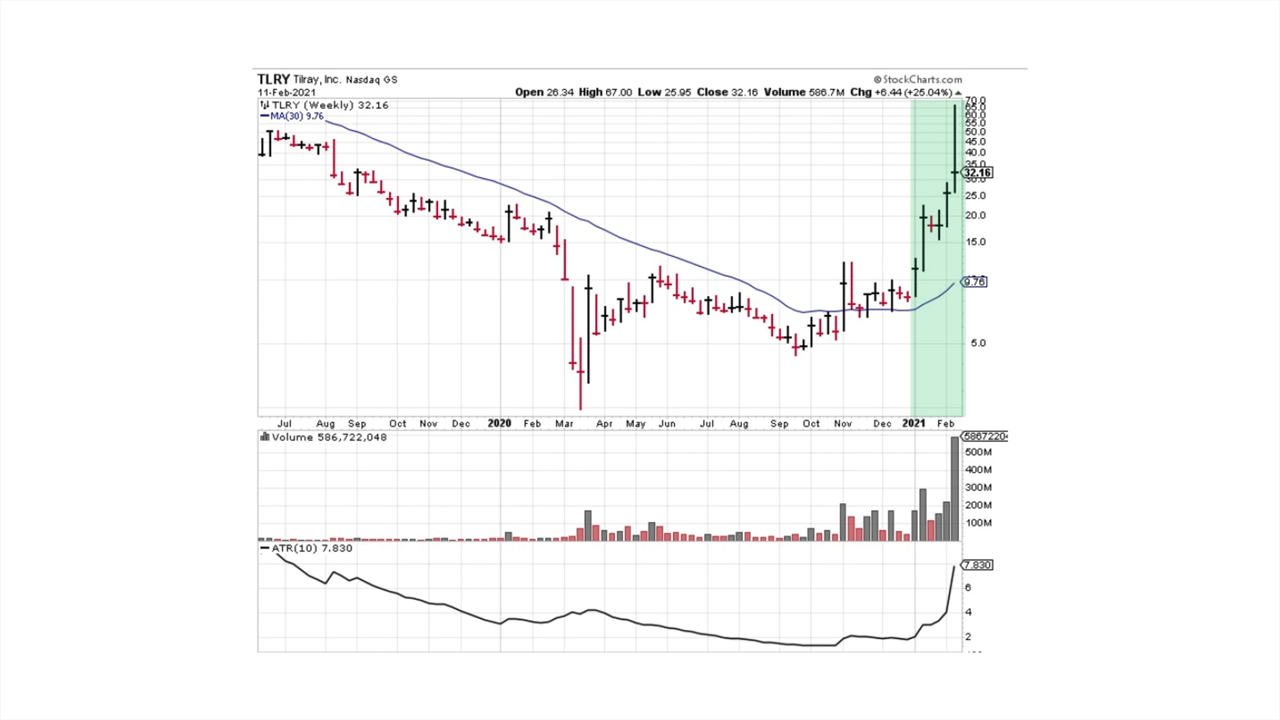 TLRY Tilray, Inc. Nasdaq GS
© StockCharts.com
11-Feb-2021
Open 26.34 High 67.00 Low 25.95 Close 32.16 Volume 586.7M Chg +6.44 (+25.04%)
TLRY (Weekly) 32.16
MA(30) 9.76
70.0
65.0
60.0
55.0
50.0
45.0
40.0
35.0
32.16
30.0
25.0
20.0
15.0
9.76
5.0
Jul Aug Sep Oct Nov Dec 2020 Feb Mar Apr May Jun Jul Aug Sep Oct Nov Dec 2021 Feb
Volume 586,722,048
5867220
500M
400M
300M
200M
100M
ATR(10) 7.830
7.830
6
4
2